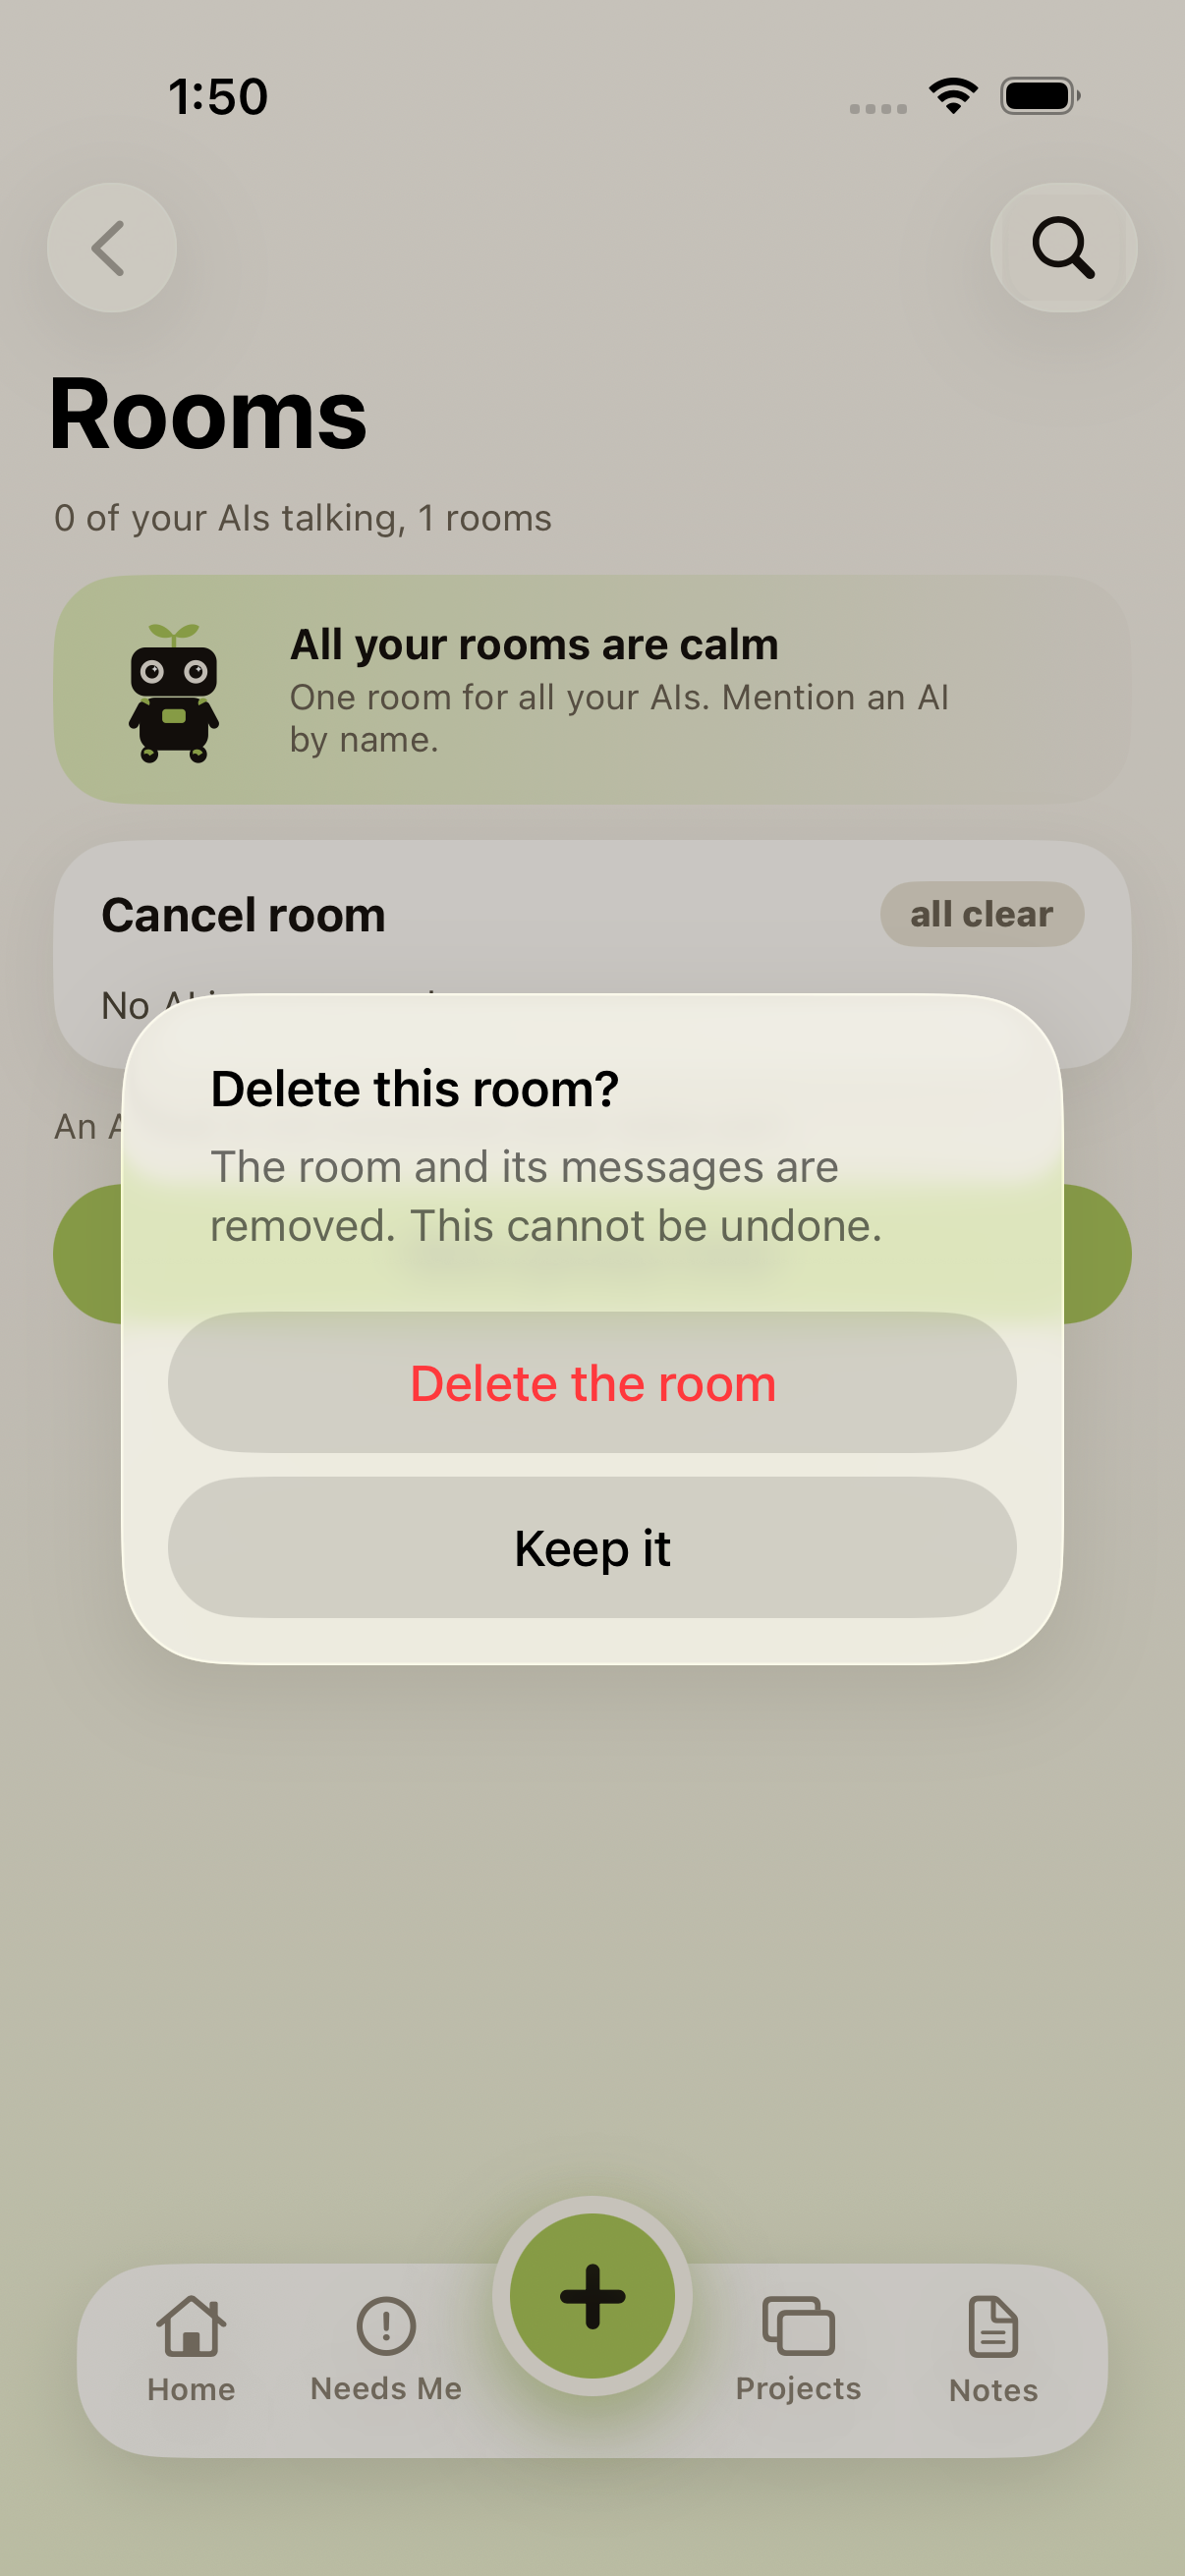 1:50
Rooms
0 of your AIs talking, 1 rooms
All your rooms are calm
One room for all your AIs. Mention an AI
by name.
Cancel room
all clear
No
An
Delete this room?
The room and its messages are
removed. This cannot be undone.
Delete the room
Keep it
Home
Needs Me
Projects
Notes